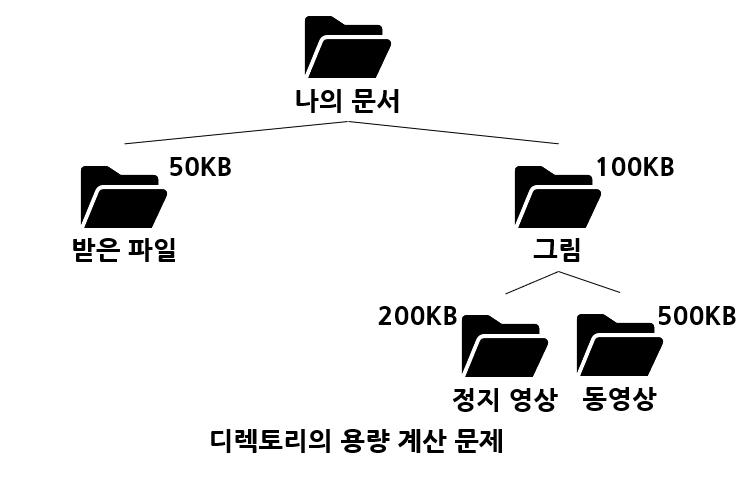 나의 문서
50KB
100KB
받은 파일
그림
200KB
500KB
정지 영상
동영상
디렉토리의 용량 계산 문제